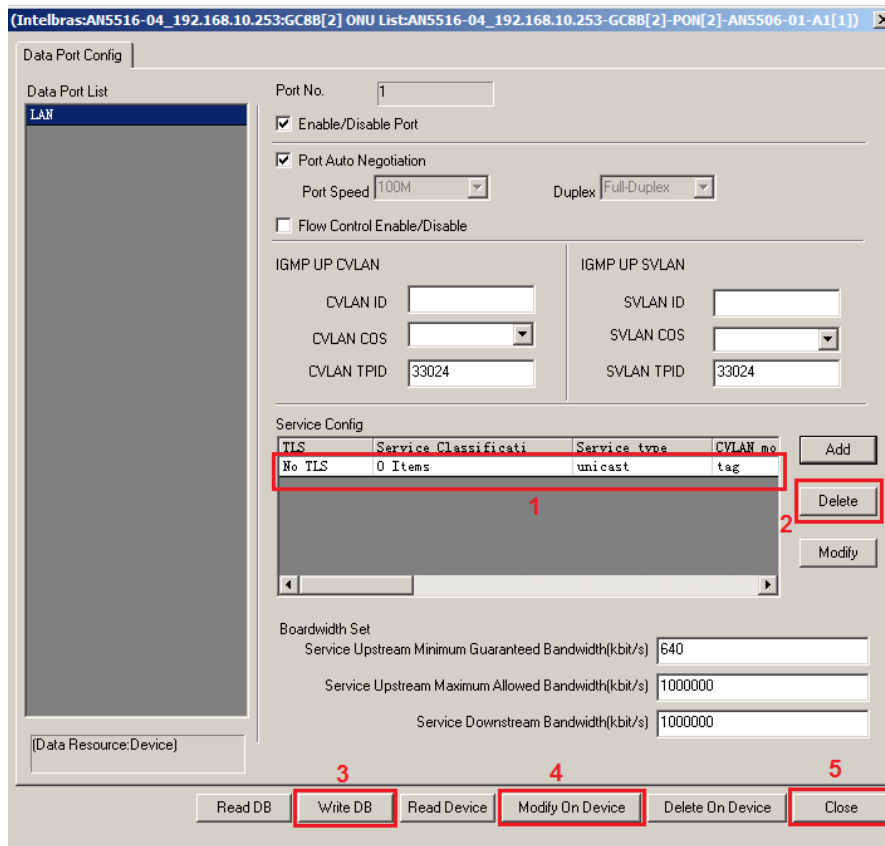 (Intelbras:AN5516-04_192.168.10.253:GC8B[2] ONU List:AN5516-04_192.168.10.253-GC8B[2]-PON[2]-AN5506-01-A1[1])
Data Port Config
Data Port List
LAN
(Data Resource:Device)
Port No. 1
Enable/Disable Port
Port Auto Negotiation
Port Speed 100M Duplex Full-Duplex
Flow Control Enable/Disable
IGMP UP CVLAN IGMP UP SVLAN
CVLAN ID SVLAN ID
CVLAN COS SVLAN COS
CVLAN TPID 33024 SVLAN TPID 33024
Service Config
TLS Service Classificati Service type CVLAN mo
No TLS 0 Items unicast tag
1
Add
2 Delete
Modify
Boardwidth Set
Service Upstream Minimum Guaranteed Bandwidth(kbit/s) 640
Service Upstream Maximum Allowed Bandwidth(kbit/s) 1000000
Service Downstream Bandwidth(kbit/s) 1000000
3 4 5
Read DB Write DB Read Device Modify On Device Delete On Device Close